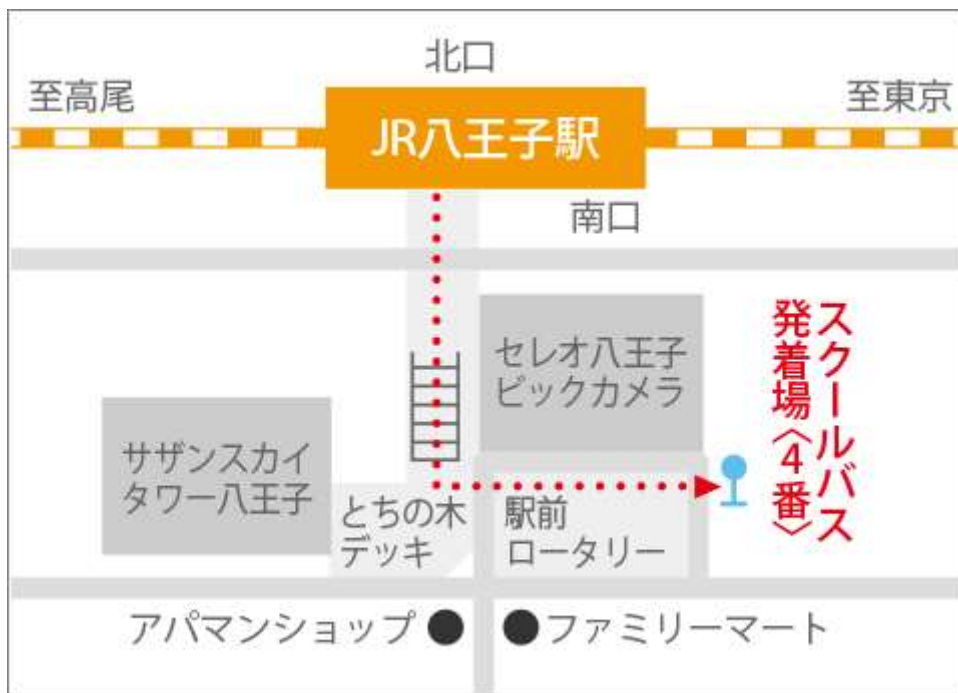 北口
至高尾
至東京
JR八王子駅
南口
スクールバス
発着場〈4番〉
セレオ八王子
ビックカメラ
サザンスカイ
タワー八王子
とちの木
デッキ
駅前
ロータリー
アパマンショップ
ファミリーマート